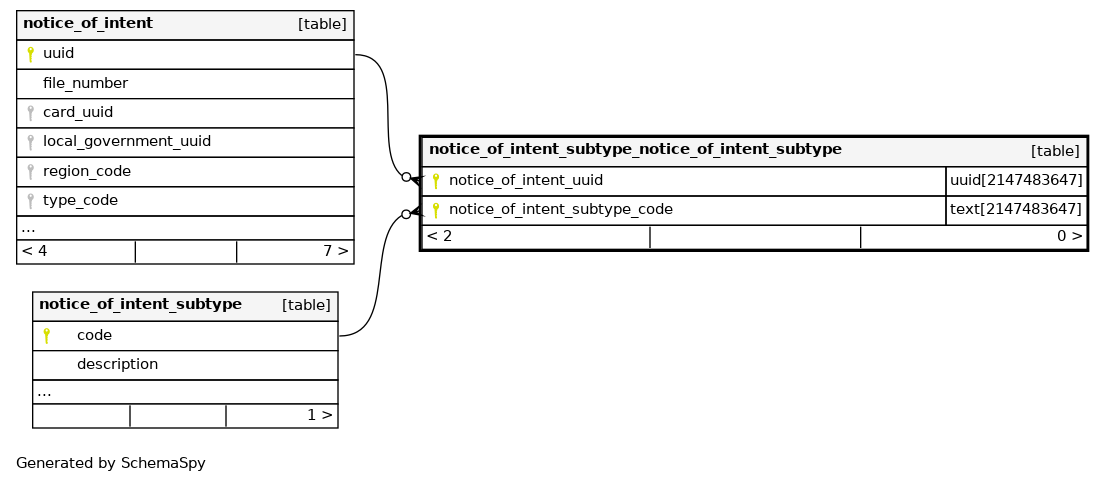 notice_of_intent [table]
uuid
file_number
card_uuid
local_government_uuid
region_code
type_code
...
< 4 7 >
notice_of_intent_subtype_notice_of_intent_subtype [table]
notice_of_intent_uuid uuid[2147483647]
notice_of_intent_subtype_code text[2147483647]
< 2 0 >
notice_of_intent_subtype [table]
code
description
...
1 >
Generated by SchemaSpy